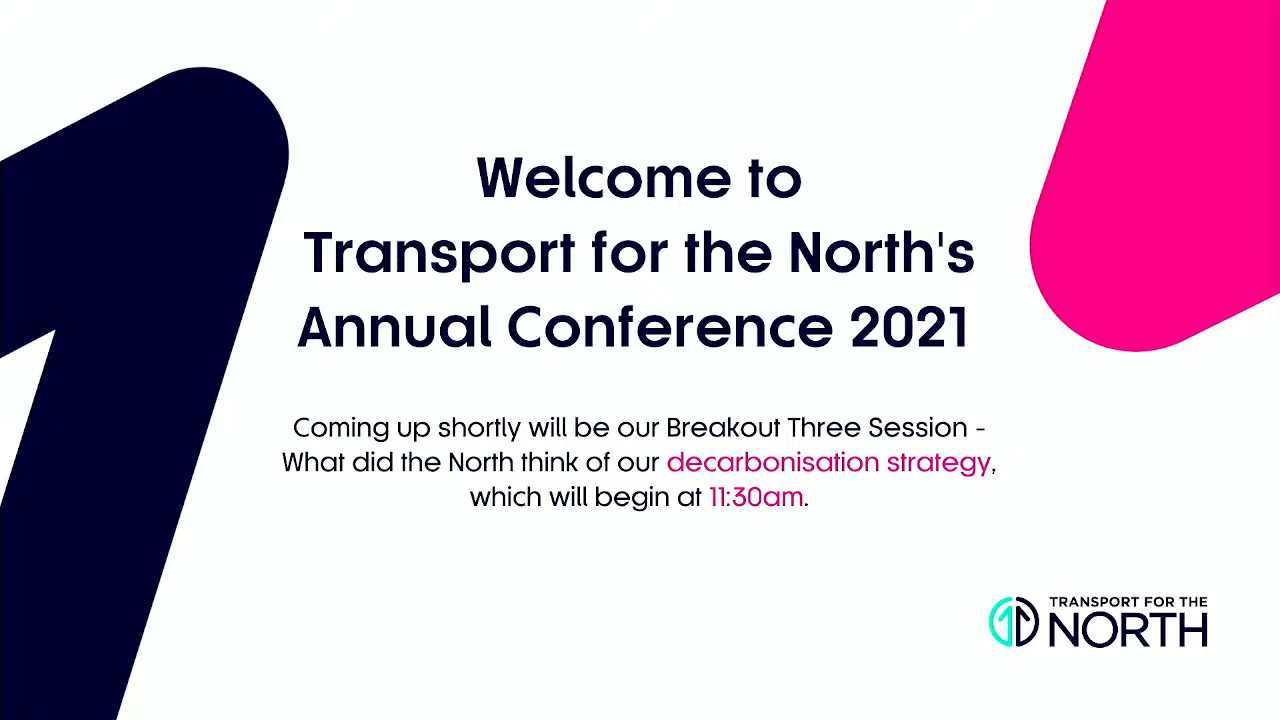 Welcome to
Transport for the North's
Annual Conference 2021
Coming up shortly will be our Breakout Three Session -
What did the North think of our decarbonisation strategy,
which will begin at 11:30am.
TRANSPORT FOR THE
NORTH